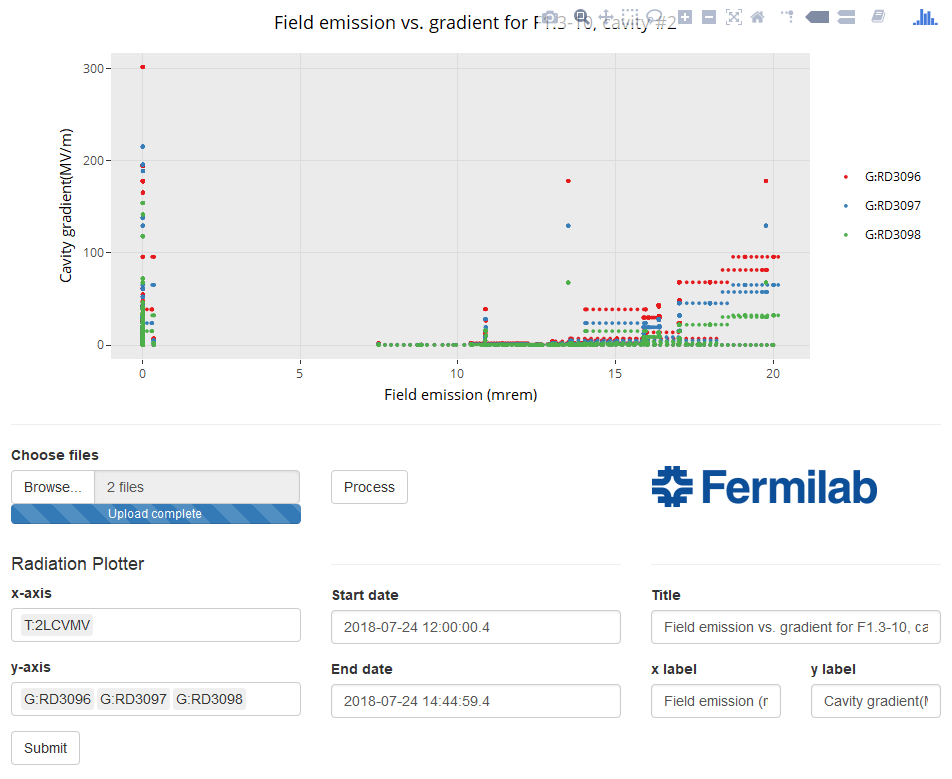 Field emission vs. gradient for F1.3-10, cavity #2
300
200
100
0
Cavity gradient(MV/m)
0 5 10 15 20
Field emission (mrem)
G:RD3096
G:RD3097
G:RD3098
Choose files
Browse... 2 files
Upload complete
Process
Fermilab
Radiation Plotter
x-axis
T:2LCVMV
Start date
2018-07-24 12:00:00.4
Title
Field emission vs. gradient for F1.3-10, ca
y-axis
G:RD3096 G:RD3097 G:RD3098
End date
2018-07-24 14:44:59.4
x label
Field emission (r
y label
Cavity gradient(
Submit